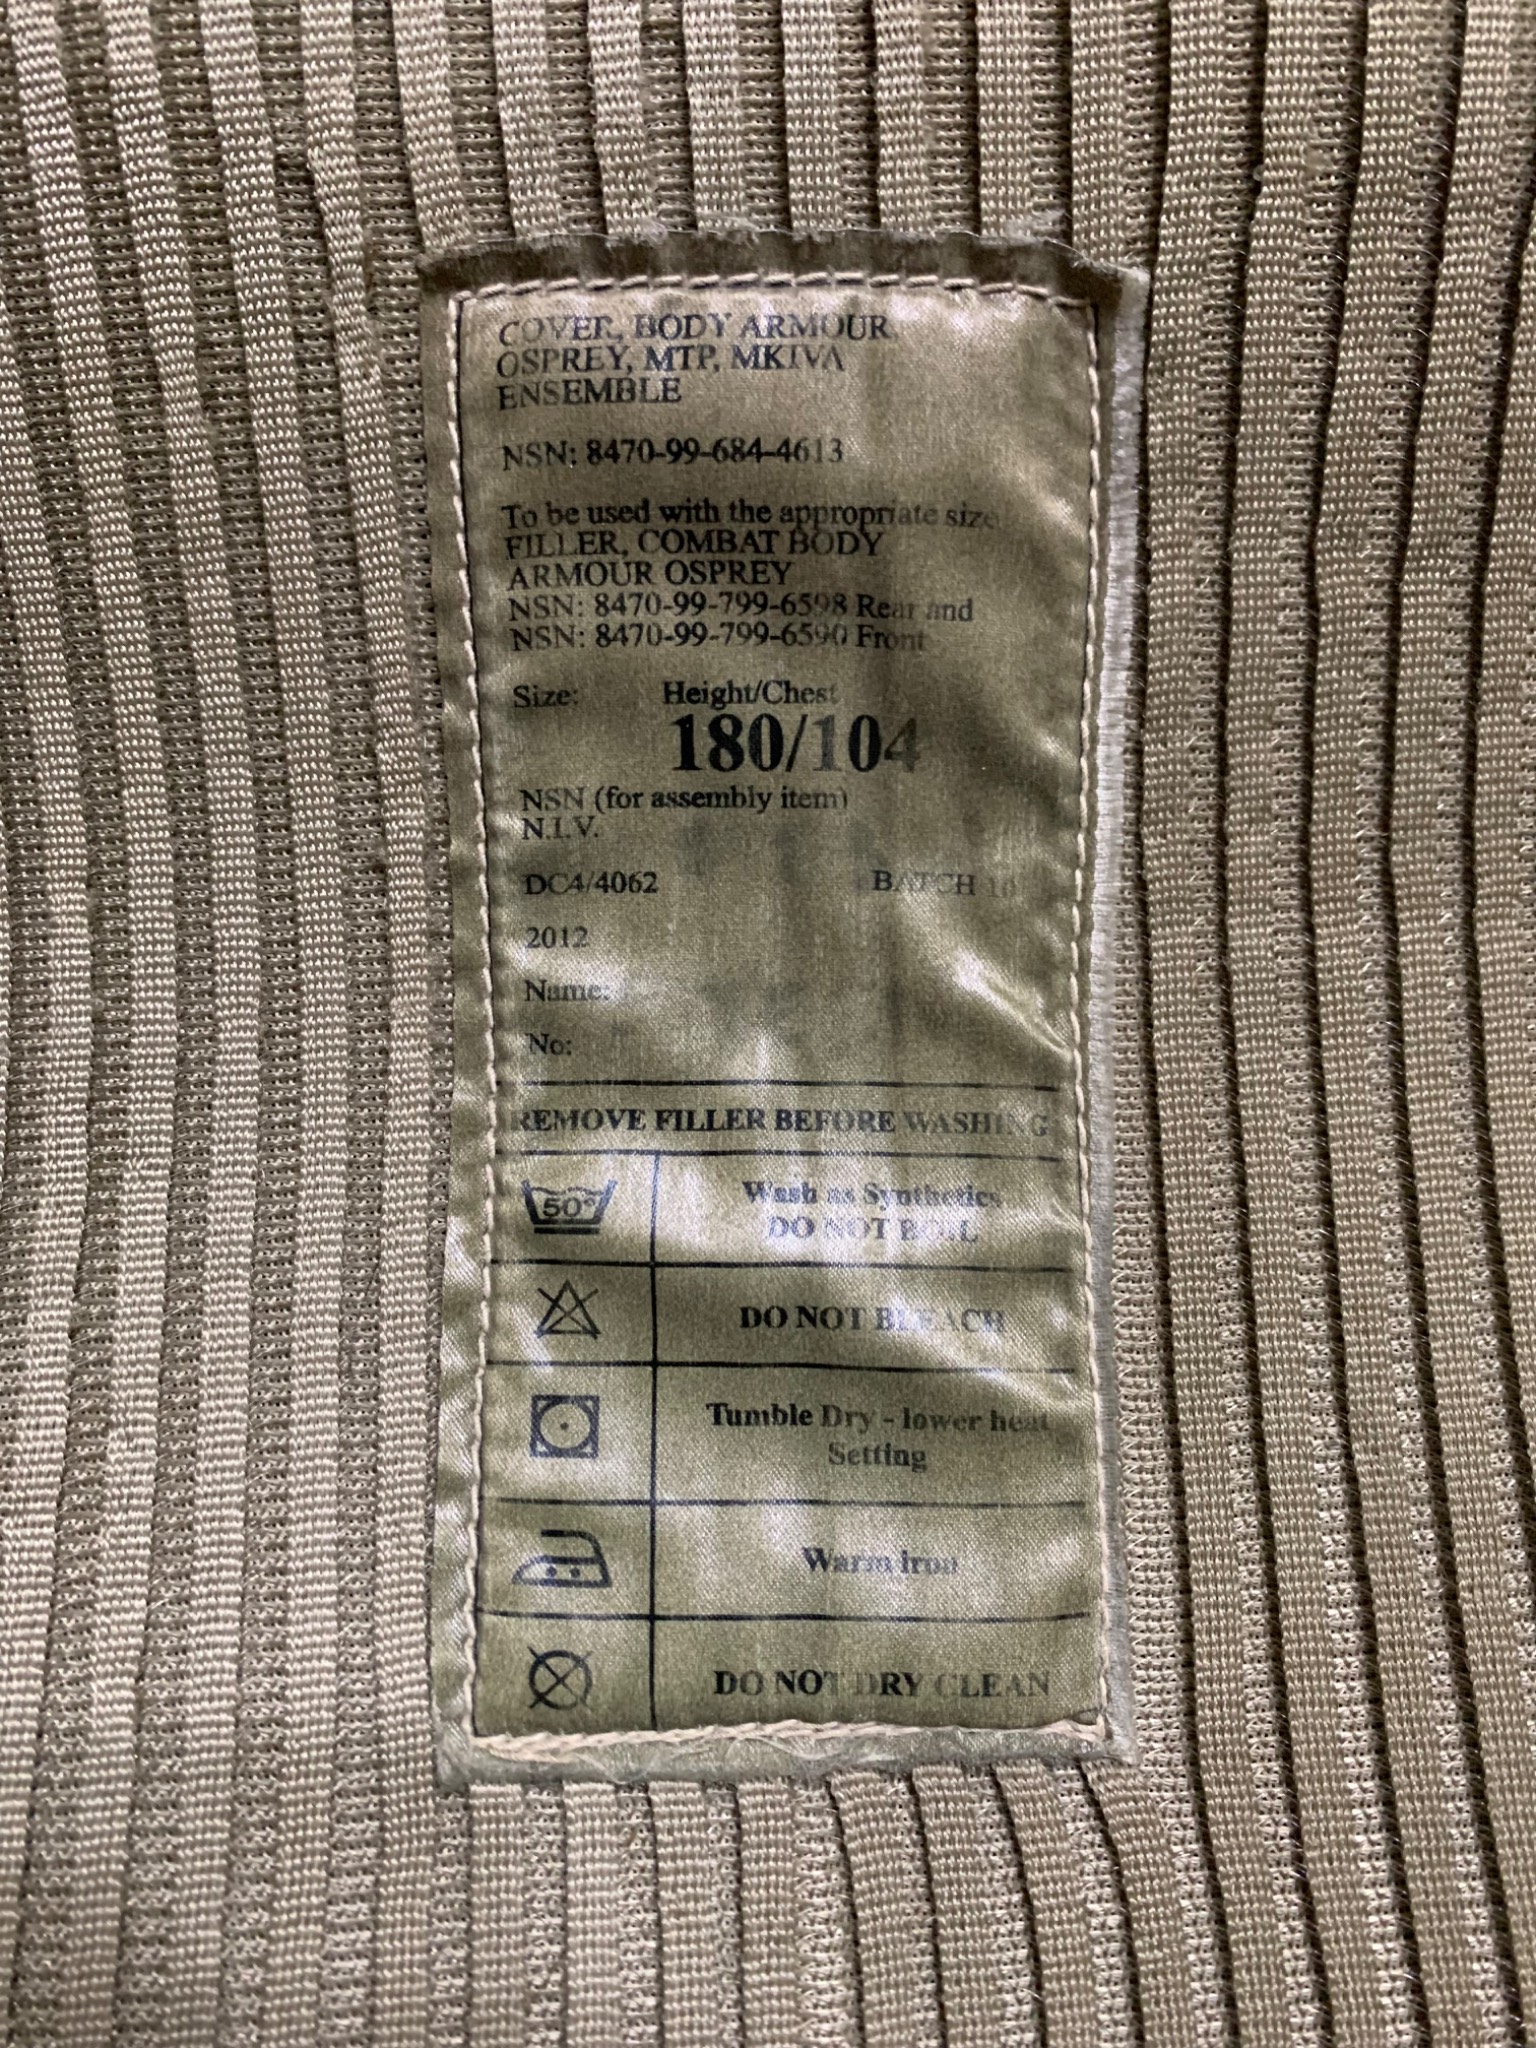 COVER, BODY ARMOUR,
OSPREY, MTP, MKIVA
ENSEMBLE
NSN: 8470-99-684-4613
To be used with the appropriate size
FILLER, COMBAT BODY
ARMOUR OSPREY
NSN: 8470-99-799-6598 Rear and
NSN: 8470-99-799-6590 Front
Size: Height/Chest
180/104
NSN (for assembly item)
N.I.V.
DC4/4062 BATCH 10
2012
Name:
No:
REMOVE FILLER BEFORE WASHING
50° Wash as Synthetics
DO NOT BOIL
DO NOT BLEACH
Tumble Dry - lower heat
Setting
Warm iron
DO NOT DRY CLEAN